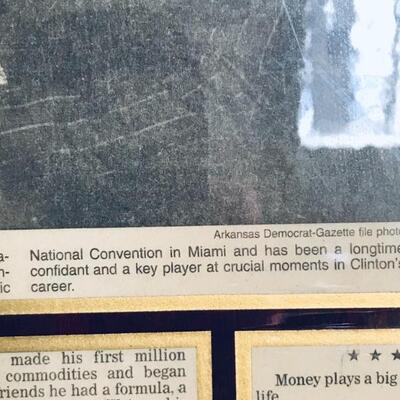 Arkansas Democrat-Gazette file photo
a- National Convention in Miami and has been a longtime
n- confidant and a key player at crucial moments in Clinton's
ic career.
made his first million
commodities and began
friends he had a formula, a
★ ★ ★
Money plays a big
life